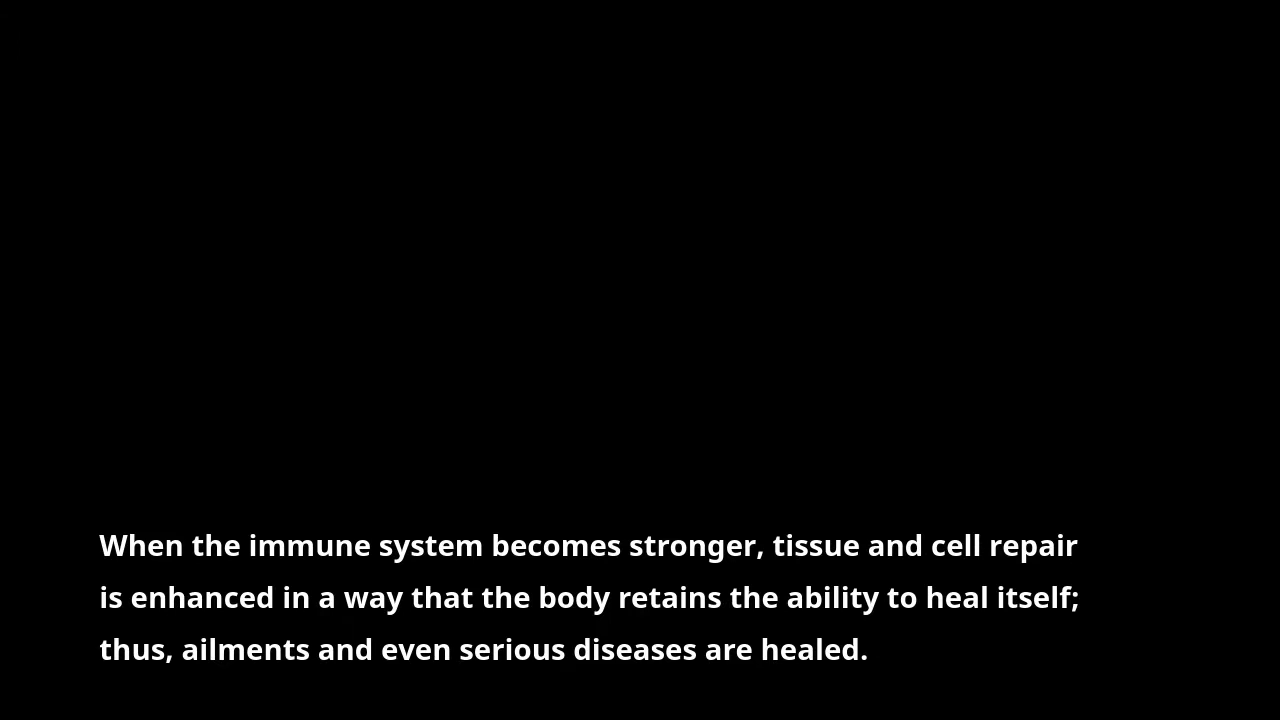 When the immune system becomes stronger, tissue and cell repair
is enhanced in a way that the body retains the ability to heal itself;
thus, ailments and even serious diseases are healed.